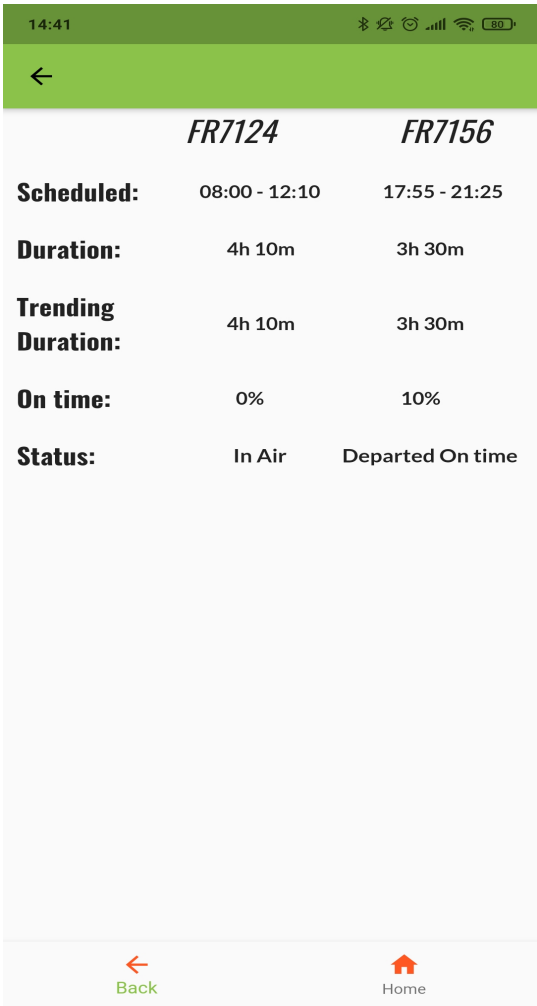 14:41
80
FR7124 FR7156
Scheduled: 08:00 - 12:10 17:55 - 21:25
Duration: 4h 10m 3h 30m
Trending
Duration: 4h 10m 3h 30m
On time: 0% 10%
Status: In Air Departed On time
Back Home